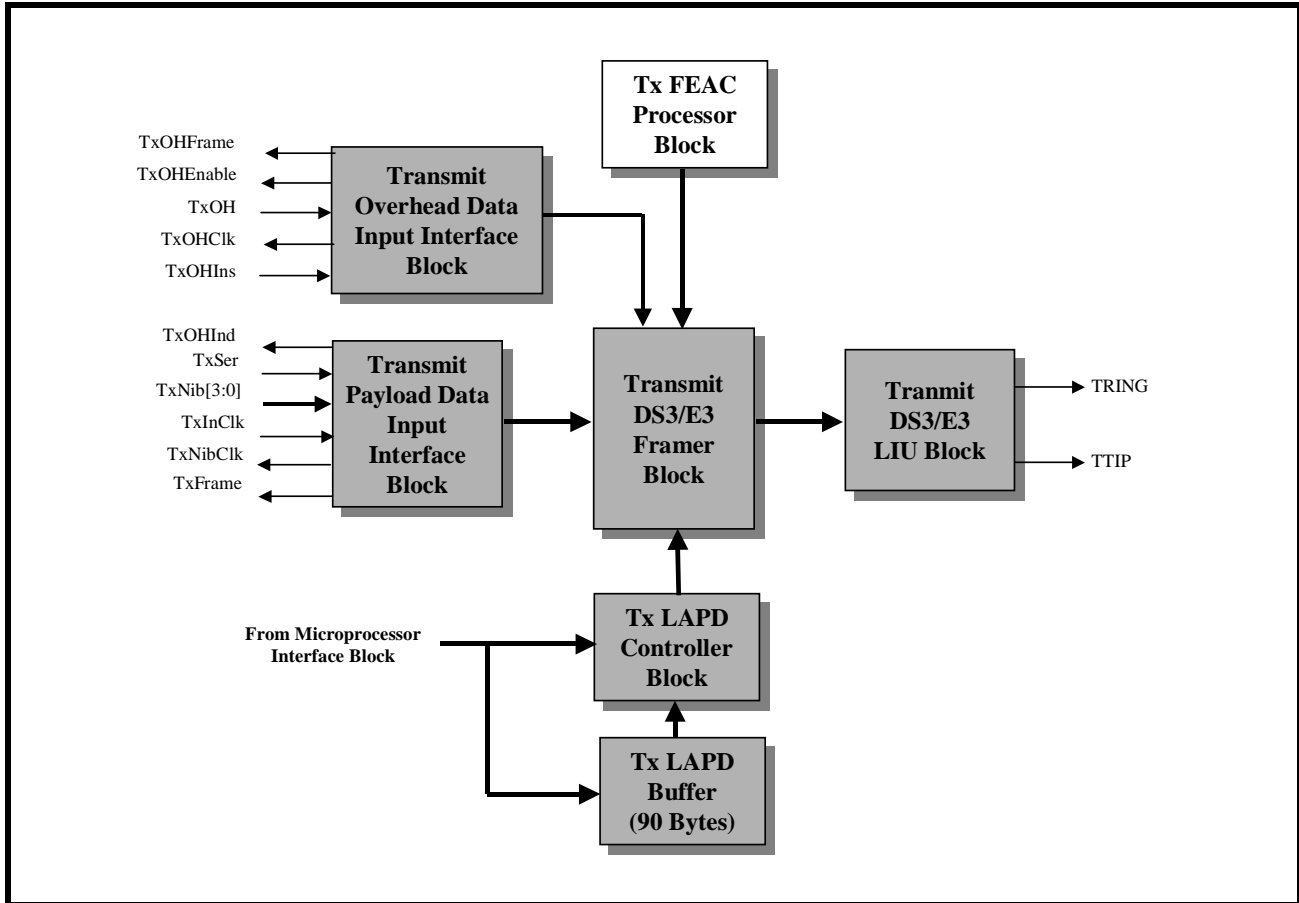 Tx FEAC
Processor
Block
TxOHFrame
TxOHEnable
TxOH
TxOHClk
TxOHIns
Transmit
Overhead Data
Input Interface
Block
TxOHInd
TxSer
TxNib[3:0]
TxInClk
TxNibClk
TxFrame
Transmit
Payload Data
Input
Interface
Block
Transmit
DS3/E3
Framer
Block
Tranmit
DS3/E3
LIU Block
TRING
TTIP
From Microprocessor
Interface Block
Tx LAPD
Controller
Block
Tx LAPD
Buffer
(90 Bytes)